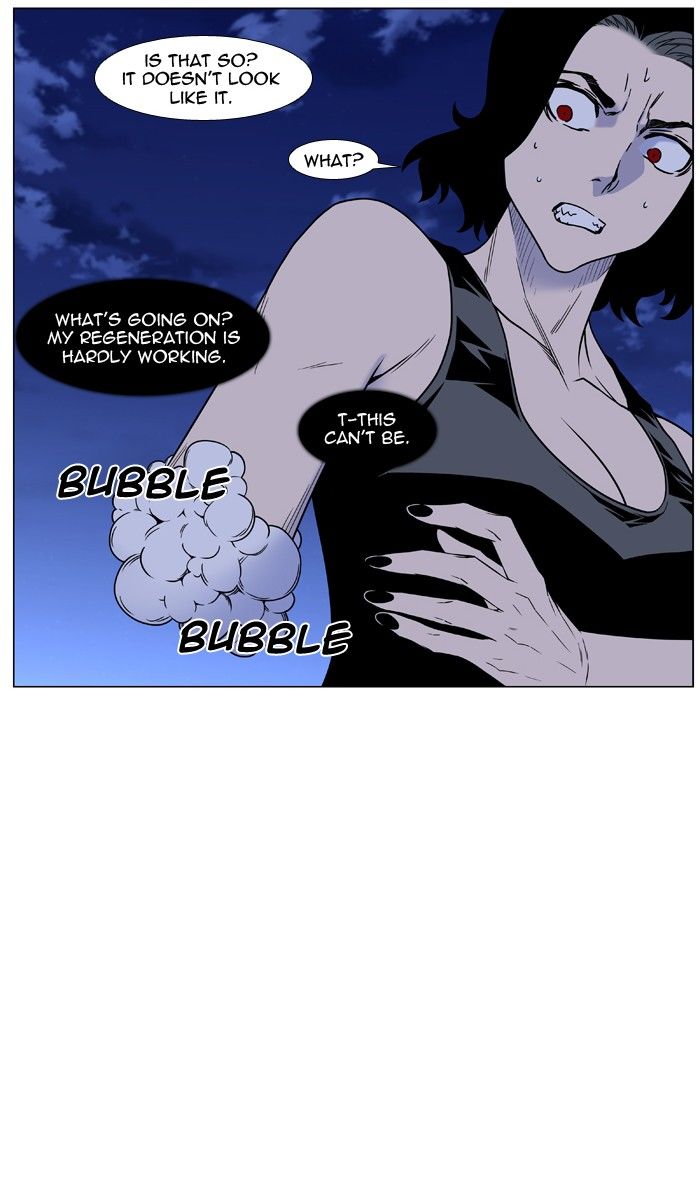 IS THAT SO?
IT DOESN'T LOOK
LIKE IT.
WHAT?
WHAT'S GOING ON?
MY REGENERATION IS
HARDLY WORKING.
T-THIS
CAN'T BE.
BUBBLE
BUBBLE